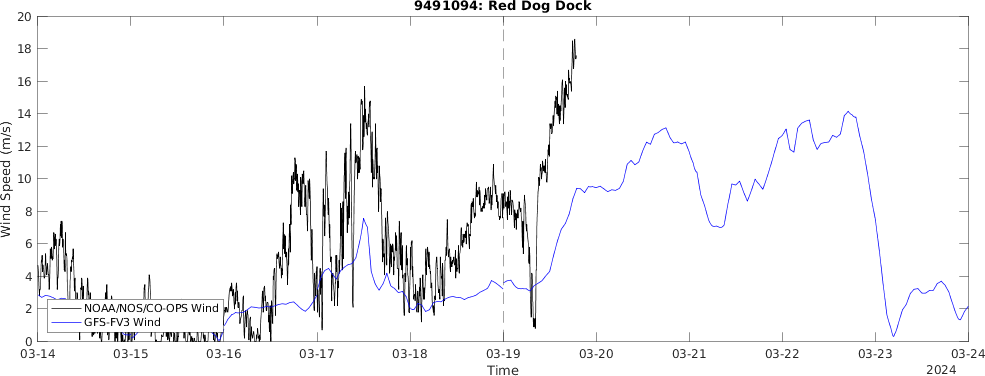 9491094: Red Dog Dock
Wind Speed (m/s)
20
18
16
14
12
10
8
6
4
2
0
NOAA/NOS/CO-OPS Wind
GFS-FV3 Wind
03-14 03-15 03-16 03-17 03-18 03-19 03-20 03-21 03-22 03-23 03-24
Time
2024